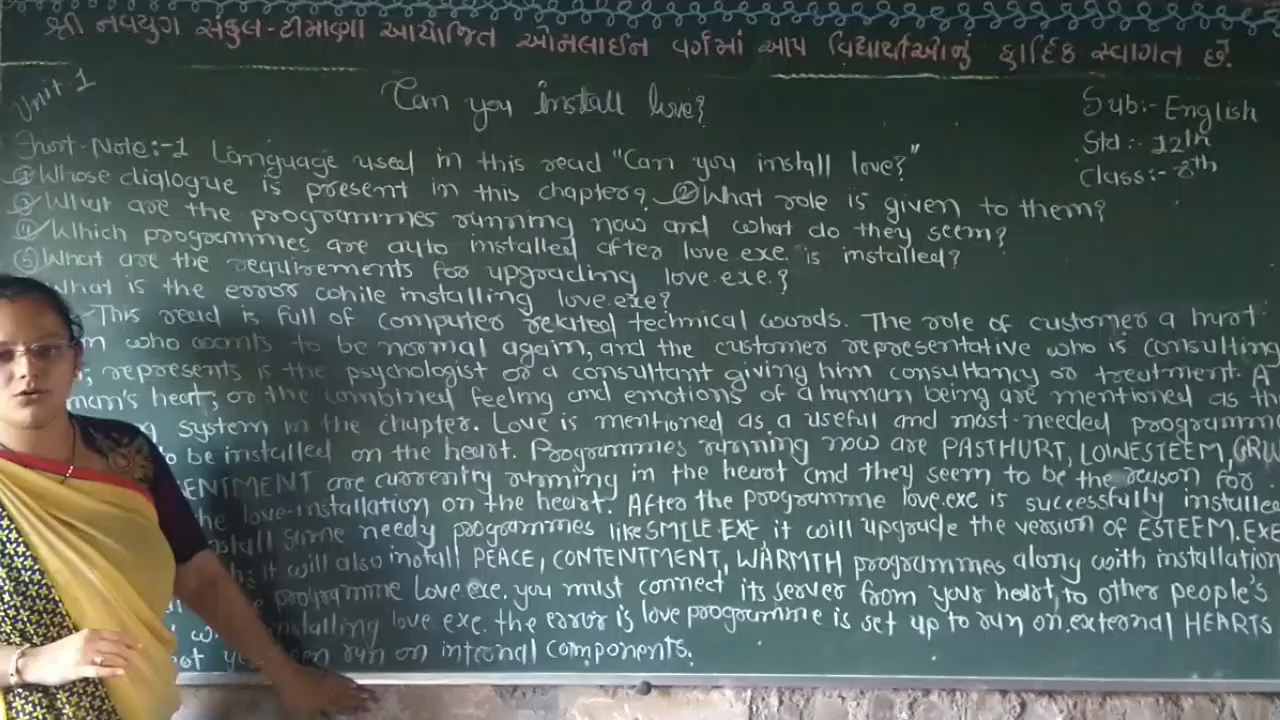 શ્રી નવયુગ સંકુલ-ટીમાણા આયોજિત ઓનલાઈન વર્ગમાં આપ વિદ્યાર્થીઓનું હાર્દિક સ્વાગત છે.
Unit-1
Can you install love?
Sub:- English
Std :- 12th
Class:- 8th
Short-Note:-1 Language used in this read "Can you install love?"
① Whose dialogue is present in this chapter? ② What role is given to them?
③ What are the programmes running now and what do they seem?
④ Which programmes are auto installed after love exe. is installed?
⑤ What are the requirements for upgrading love.exe.?
What is the error while installing love.exe?
This read is full of computer related technical words. The role of customer a hurt
who wants to be normal again, and the customer representative who is consulting
represents is the psychologist or a consultant giving him consultancy or treatment. A
man's heat; or the combined feeling and emotions of a human being are mentioned as th
system in the chapter. Love is mentioned as a useful and most-needed programm
to be installed on the heart. Programmes running now are PASTHURT, LOWESTEEM, GRU
ENTMENT are currently running in the heart and they seem to be the reason for
he love-installation on the heart. After the programme love.exe is successfully installed
stall some needy programmes like SMILE.EXE, it will upgrade the version of ESTEEM.EXE
it will also install PEACE, CONTENTMENT, WARMTH programmes along with installation
programme Love.exe. you must connect its server from your heart, to other people's
nstalling love exe. the error is love programme is set up to run on.external HEARTS
not run on internal components.